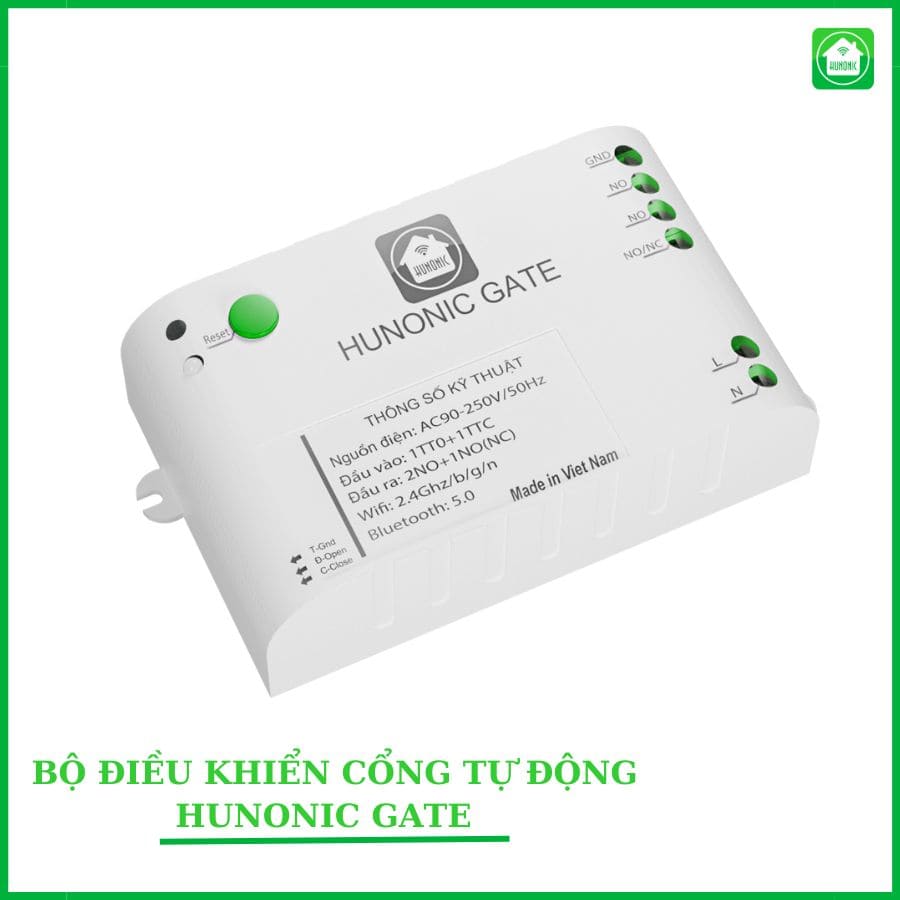 HUNONIC
GND
NO
NO
NO/NC
HUNONIC
HUNONIC GATE
Reset
L
N
THÔNG SỐ KỸ THUẬT
Nguồn điện: AC90-250V/50Hz
Đầu vào: 1TT0+1TTC
Đầu ra: 2NO+1NO(NC)
Wifi: 2.4Ghz/b/g/n
Bluetooth: 5.0
Made in Viet Nam
T-Gnd
Đ-Open
C-Close
BỘ ĐIỀU KHIỂN CỔNG TỰ ĐỘNG
HUNONIC GATE